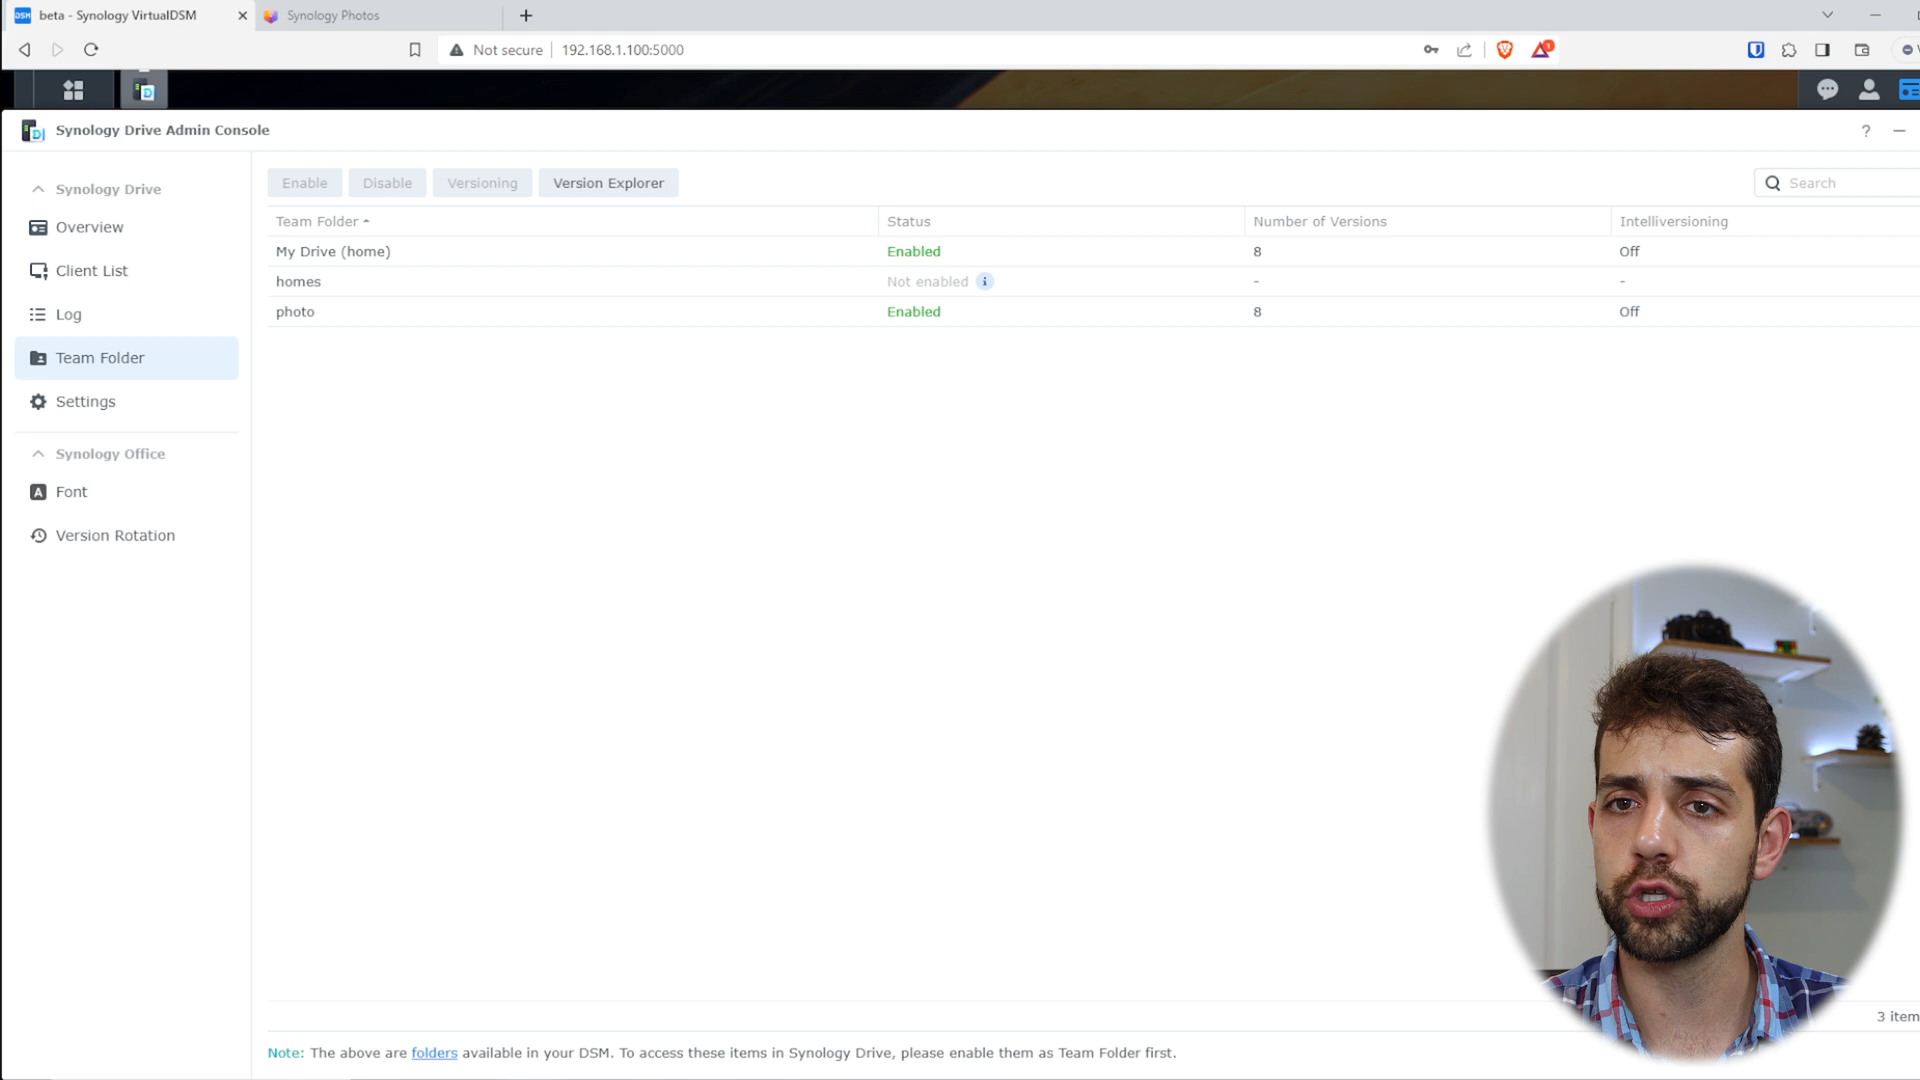 beta - Synology VirtualDSM
Synology Photos
Not secure 192.168.1.100:5000
Synology Drive Admin Console
?
Synology Drive
Overview
Client List
Log
Team Folder
Settings
Synology Office
Font
Version Rotation
Enable Disable Versioning Version Explorer
Search
Team Folder Status Number of Versions Intelliversioning
My Drive (home) Enabled 8 Off
homes Not enabled - -
photo Enabled 8 Off
3 item
Note: The above are folders available in your DSM. To access these items in Synology Drive, please enable them as Team Folder first.